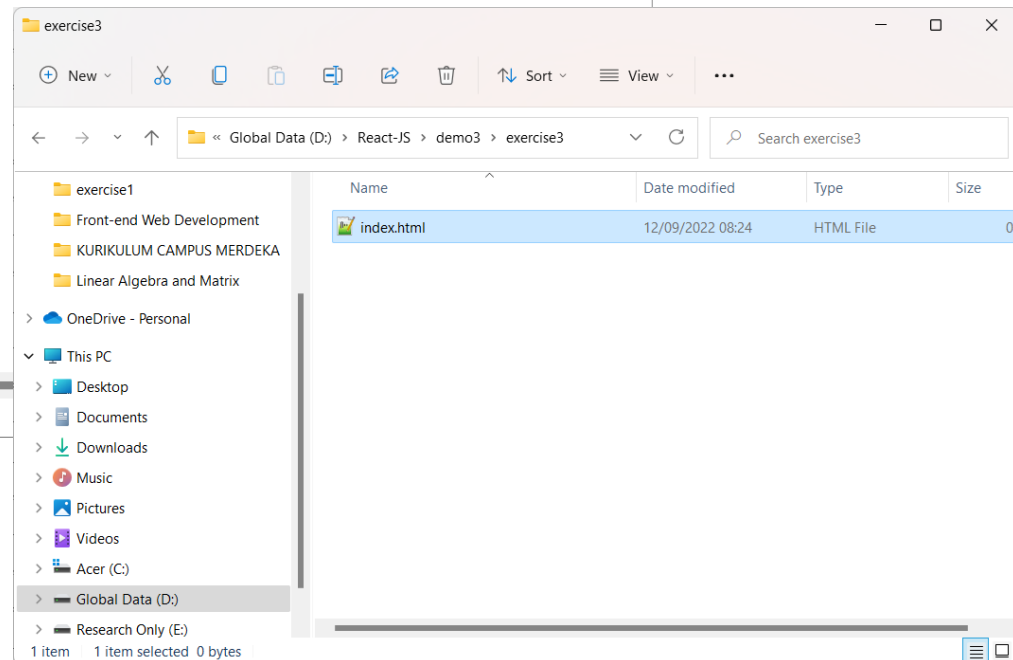 exercise3
New
Sort
View
« Global Data (D:) > React-JS > demo3 > exercise3
Search exercise3
Name
Date modified
Type
Size
index.html
12/09/2022 08:24
HTML File
0
exercise1
Front-end Web Development
KURIKULUM CAMPUS MERDEKA
Linear Algebra and Matrix
OneDrive - Personal
This PC
Desktop
Documents
Downloads
Music
Pictures
Videos
Acer (C:)
Global Data (D:)
Research Only (E:)
1 item
1 item selected 0 bytes